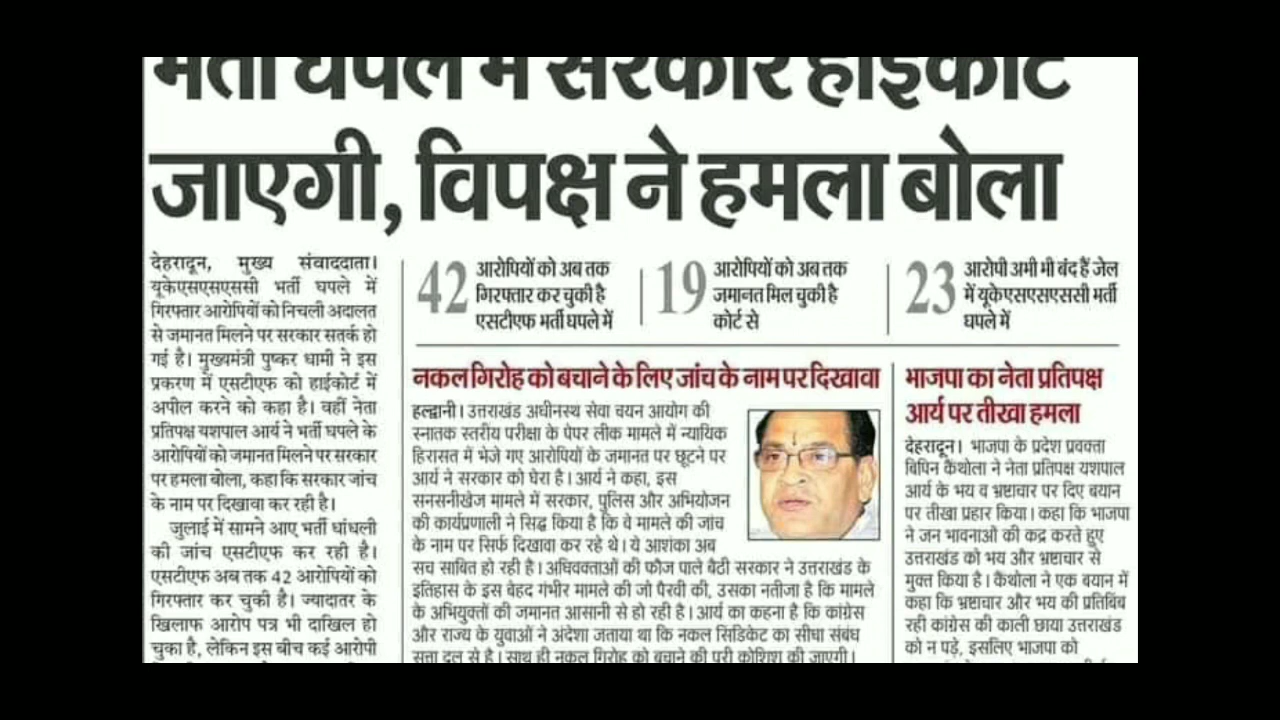 भर्ती घपले में सरकार हाईकोर्ट
जाएगी, विपक्ष ने हमला बोला
देहरादून, मुख्य संवाददाता।
यूकेएसएसएससी भर्ती घपले में
गिरफ्तार आरोपियों को निचली अदालत
से जमानत मिलने पर सरकार सतर्क हो
गई है। मुख्यमंत्री पुष्कर धामी ने इस
प्रकरण में एसटीएफ को हाईकोर्ट में
अपील करने को कहा है। वहीं नेता
प्रतिपक्ष यशपाल आर्य ने भर्ती घपले के
आरोपियों को जमानत मिलने पर सरकार
पर हमला बोला, कहा कि सरकार जांच
के नाम पर दिखावा कर रही है।
जुलाई में सामने आए भर्ती धांधली
की जांच एसटीएफ कर रही है।
एसटीएफ अब तक 42 आरोपियों को
गिरफ्तार कर चुकी है। ज्यादातर के
खिलाफ आरोप पत्र भी दाखिल हो
चुका है, लेकिन इस बीच कई आरोपी
42 आरोपियों को अब तक
गिरफ्तार कर चुकी है
एसटीएफ भर्ती घपले में
19 आरोपियों को अब तक
जमानत मिल चुकी है
कोर्ट से
23 आरोपी अभी भी बंद हैं जेल
में यूकेएसएसएससी भर्ती
घपले में
नकल गिरोह को बचाने के लिए जांच के नाम पर दिखावा
हल्द्वानी। उत्तराखंड अधीनस्थ सेवा चयन आयोग की
स्नातक स्तरीय परीक्षा के पेपर लीक मामले में न्यायिक
हिरासत में भेजे गए आरोपियों के जमानत पर छूटने पर
आर्य ने सरकार को घेरा है। आर्य ने कहा, इस
सनसनीखेज मामले में सरकार, पुलिस और अभियोजन
की कार्यप्रणाली ने सिद्ध किया है कि वे मामले की जांच
के नाम पर सिर्फ दिखावा कर रहे थे। ये आशंका अब
सच साबित हो रही है। अधिवक्ताओं की फौज पाले बैठी सरकार ने उत्तराखंड के
इतिहास के इस बेहद गंभीर मामले की जो पैरवी की, उसका नतीजा है कि मामले
के अभियुक्तों की जमानत आसानी से हो रही है। आर्य का कहना है कि कांग्रेस
और राज्य के युवाओं ने अंदेशा जताया था कि नकल सिंडिकेट का सीधा संबंध
सत्ता दल से है। साथ ही नकल गिरोह को बचाने की पूरी कोशिश की जाएगी।
भाजपा का नेता प्रतिपक्ष
आर्य पर तीखा हमला
देहरादून। भाजपा के प्रदेश प्रवक्ता
बिपिन कैंथोला ने नेता प्रतिपक्ष यशपाल
आर्य के भय व भ्रष्टाचार पर दिए बयान
पर तीखा प्रहार किया। कहा कि भाजपा
ने जन भावनाओं की कद्र करते हुए
उत्तराखंड को भय और भ्रष्टाचार से
मुक्त किया है। कैंथोला ने एक बयान में
कहा कि भ्रष्टाचार और भय की प्रतिबिंब
रही कांग्रेस की काली छाया उत्तराखंड
को न पड़े, इसलिए भाजपा को